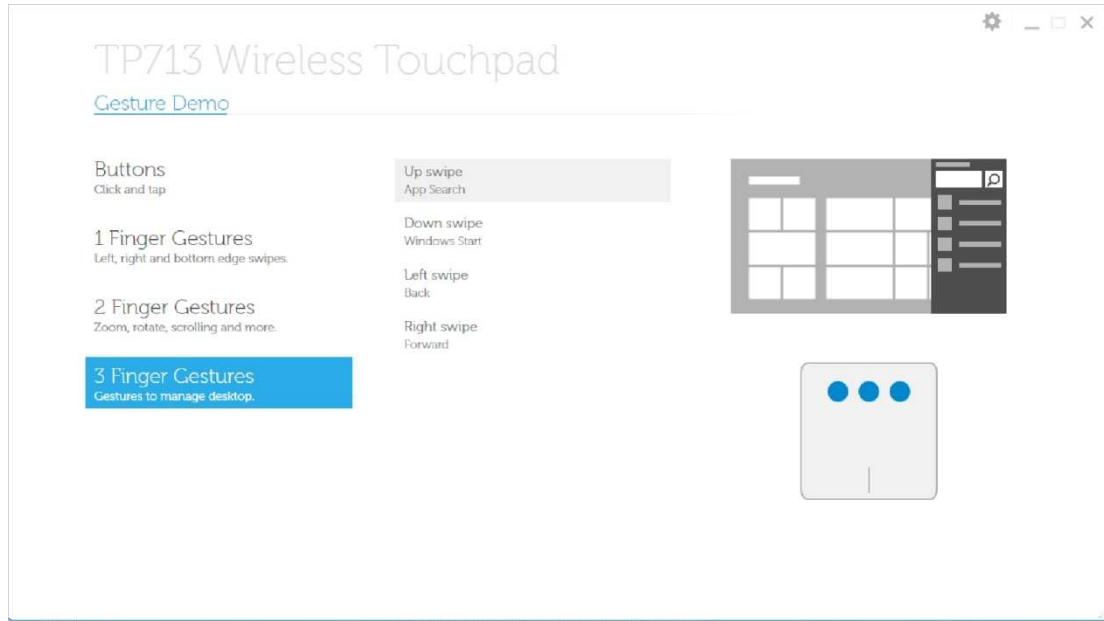 TP713 Wireless Touchpad
Gesture Demo
Buttons
Click and tap
1 Finger Gestures
Left, right and bottom edge swipes.
2 Finger Gestures
Zoom, rotate, scrolling and more.
3 Finger Gestures
Gestures to manage desktop.
Up swipe
App Search
Down swipe
Windows Start
Left swipe
Back
Right swipe
Forward